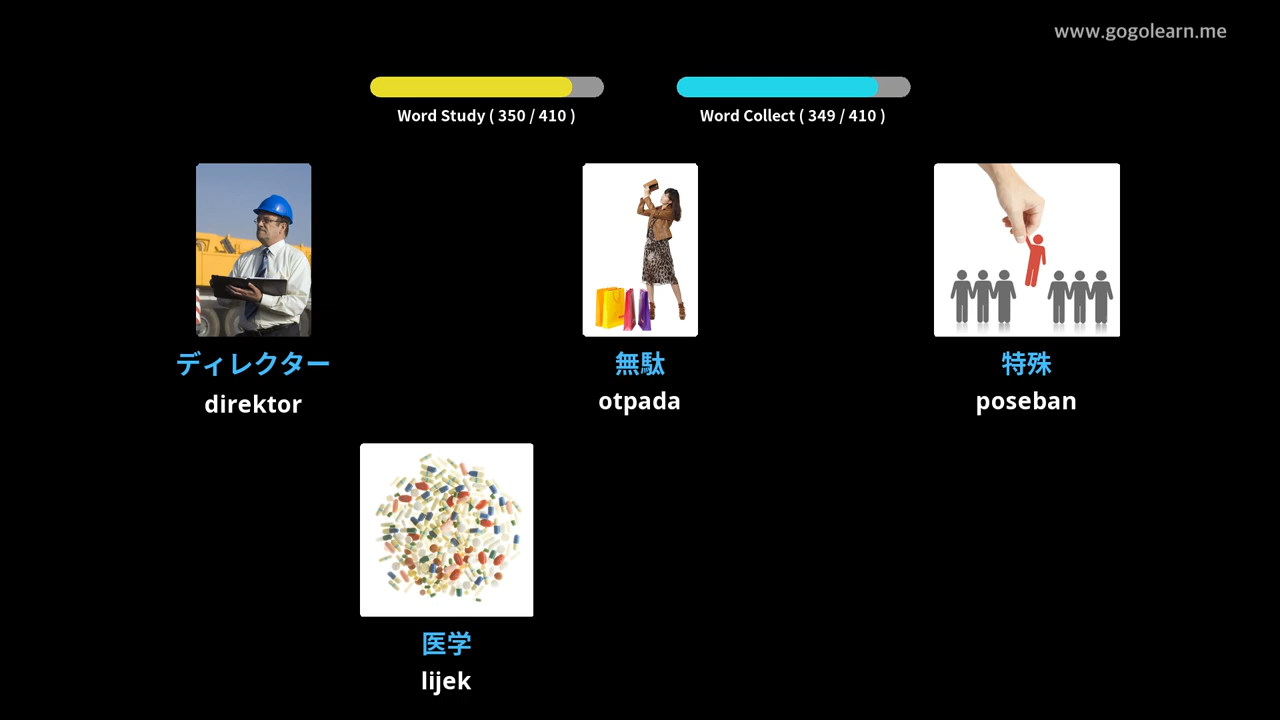 www.gogolearn.me
Word Study ( 350 / 410 )
Word Collect ( 349 / 410 )
ディレクター
direktor
無駄
otpada
特殊
poseban
医学
lijek